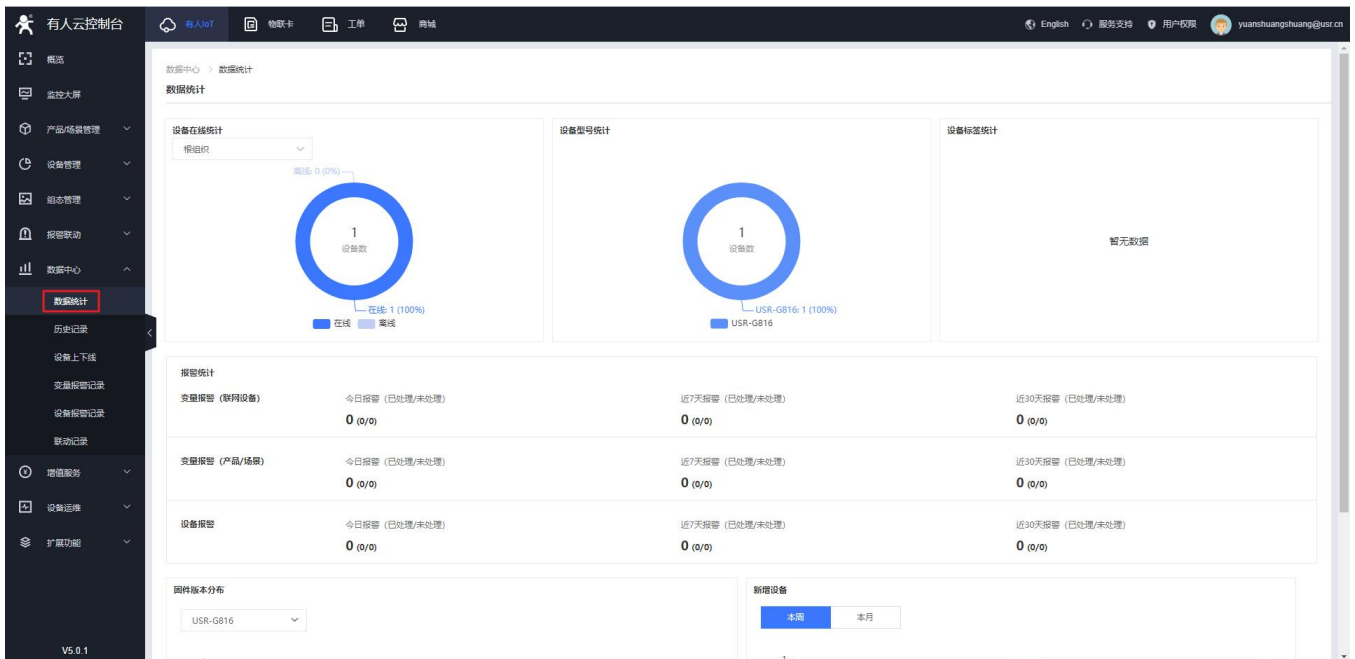 有人云控制台
有人IoT 物联卡 工单 商城
English 服务支持 用户权限 yuanshuangshuang@usr.cn
概览
监控大屏
产品/场景管理
设备管理
组态管理
报警联动
数据中心
数据统计
历史记录
设备上下线
变量报警记录
设备报警记录
联动记录
增值服务
设备运维
扩展功能
V5.0.1
数据中心 > 数据统计
数据统计
设备在线统计
根组织
离线: 0 (0%)
1
设备数
在线: 1 (100%)
在线 离线
设备型号统计
1
设备数
USR-G816: 1 (100%)
USR-G816
设备标签统计
暂无数据
报警统计
变量报警（联网设备） 今日报警（已处理/未处理） 近7天报警（已处理/未处理） 近30天报警（已处理/未处理）
0 (0/0) 0 (0/0) 0 (0/0)
变量报警（产品/场景） 今日报警（已处理/未处理） 近7天报警（已处理/未处理） 近30天报警（已处理/未处理）
0 (0/0) 0 (0/0) 0 (0/0)
设备报警 今日报警（已处理/未处理） 近7天报警（已处理/未处理） 近30天报警（已处理/未处理）
0 (0/0) 0 (0/0) 0 (0/0)
固件版本分布
USR-G816
新增设备
本周 本月